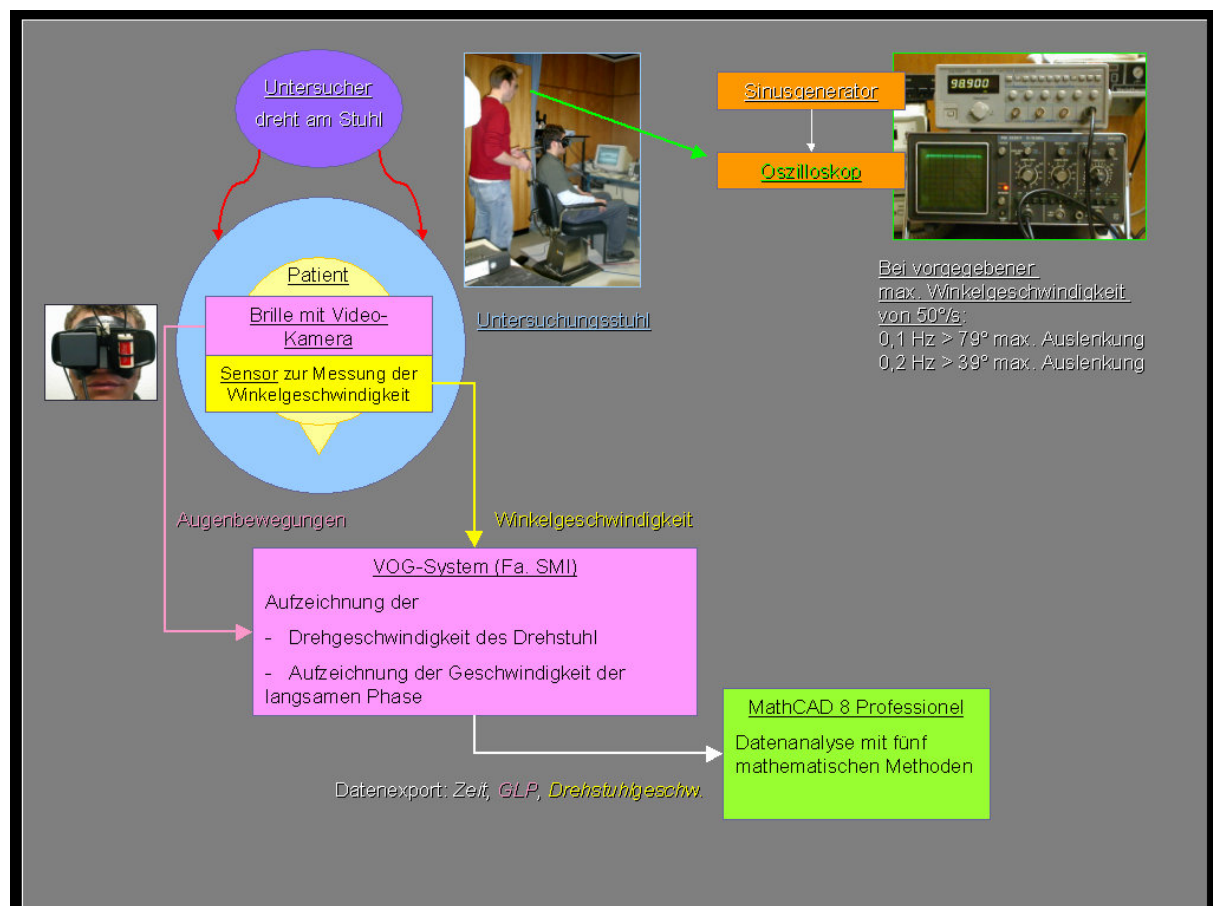 Untersucher
dreht am Stuhl
Sinusgenerator
98.900
Oszilloskop
Patient
Brille mit Video-
Kamera
Sensor zur Messung der
Winkelgeschwindigkeit
Untersuchungsstuhl
Bei vorgegebener
max. Winkelgeschwindigkeit
von 50°/s:
0,1 Hz > 79° max. Auslenkung
0,2 Hz > 39° max. Auslenkung
Augenbewegungen
Winkelgeschwindigkeit
VOG-System (Fa. SMI)
Aufzeichnung der
- Drehgeschwindigkeit des Drehstuhl
- Aufzeichnung der Geschwindigkeit der
langsamen Phase
MathCAD 8 Professionel
Datenanalyse mit fünf
mathematischen Methoden
Datenexport: Zeit, GLP, Drehstuhlgeschw.